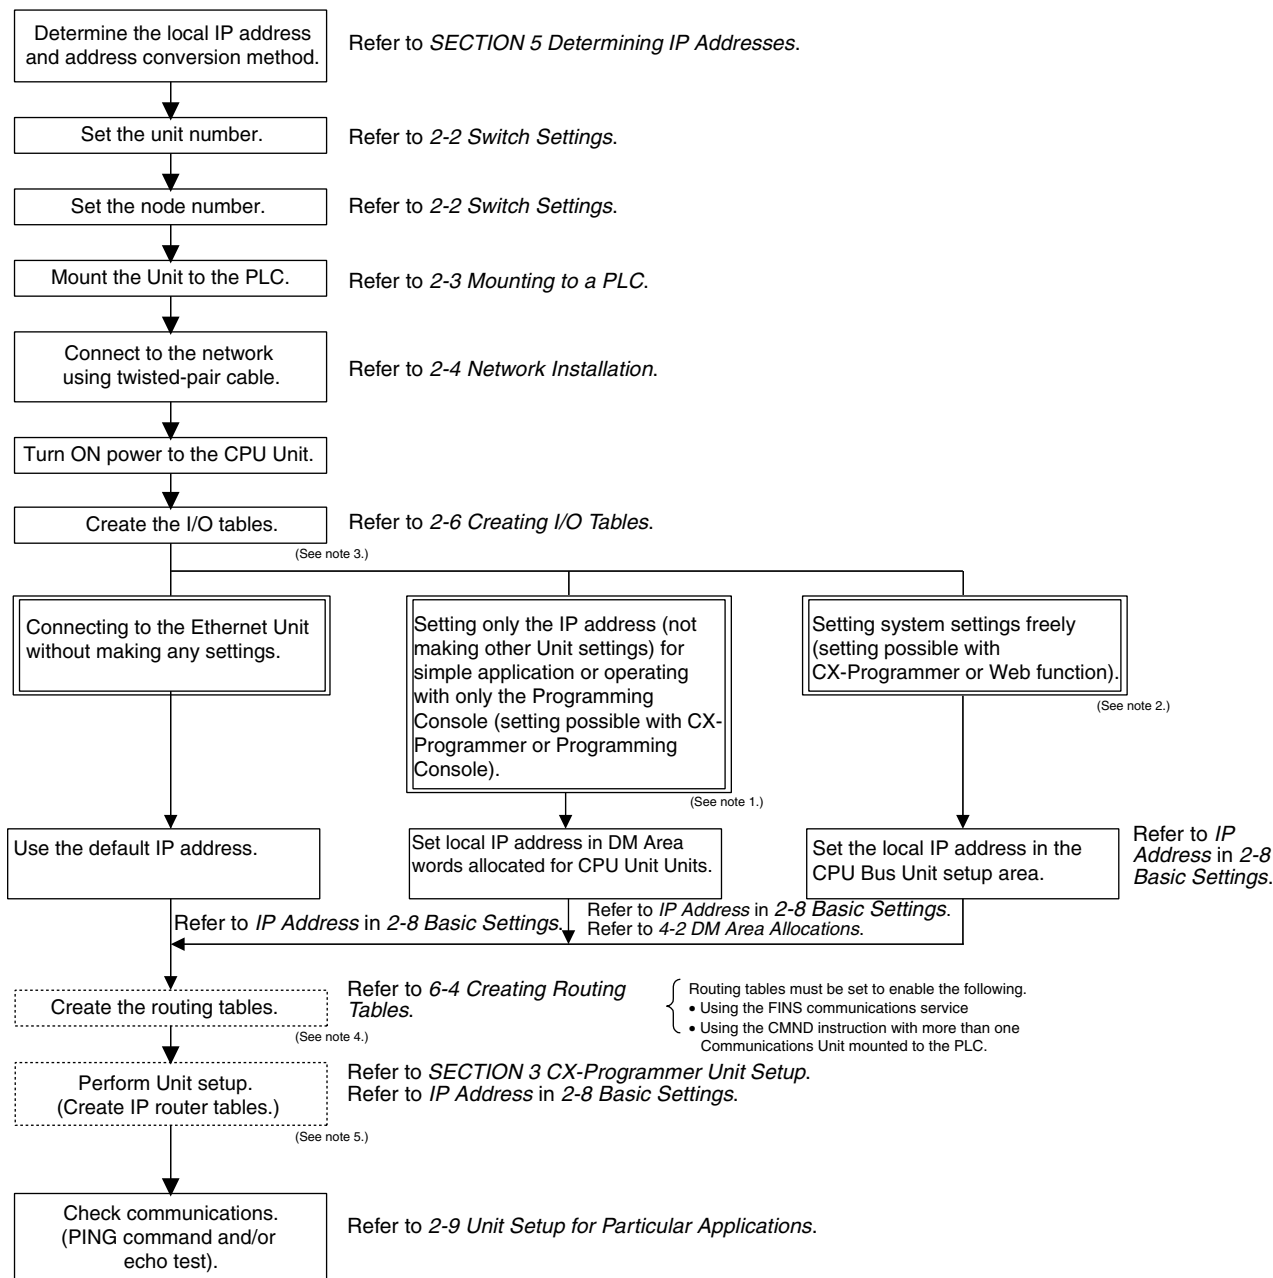 Determine the local IP address
and address conversion method.
Refer to SECTION 5 Determining IP Addresses.
Set the unit number.
Refer to 2-2 Switch Settings.
Set the node number.
Refer to 2-2 Switch Settings.
Mount the Unit to the PLC.
Refer to 2-3 Mounting to a PLC.
Connect to the network
using twisted-pair cable.
Refer to 2-4 Network Installation.
Turn ON power to the CPU Unit.
Create the I/O tables.
Refer to 2-6 Creating I/O Tables.
(See note 3.)
Connecting to the Ethernet Unit
without making any settings.
Setting only the IP address (not
making other Unit settings) for
simple application or operating
with only the Programming
Console (setting possible with CX-
Programmer or Programming
Console).
(See note 1.)
Setting system settings freely
(setting possible with
CX-Programmer or Web function).
(See note 2.)
Use the default IP address.
Set local IP address in DM Area
words allocated for CPU Unit Units.
Set the local IP address in the
CPU Bus Unit setup area.
Refer to IP
Address in 2-8
Basic Settings.
Refer to IP Address in 2-8 Basic Settings.
Refer to IP Address in 2-8 Basic Settings.
Refer to 4-2 DM Area Allocations.
Create the routing tables.
(See note 4.)
Refer to 6-4 Creating Routing
Tables.
Routing tables must be set to enable the following.
• Using the FINS communications service
• Using the CMND instruction with more than one
Communications Unit mounted to the PLC.
Perform Unit setup.
(Create IP router tables.)
(See note 5.)
Refer to SECTION 3 CX-Programmer Unit Setup.
Refer to IP Address in 2-8 Basic Settings.
Check communications.
(PING command and/or
echo test).
Refer to 2-9 Unit Setup for Particular Applications.